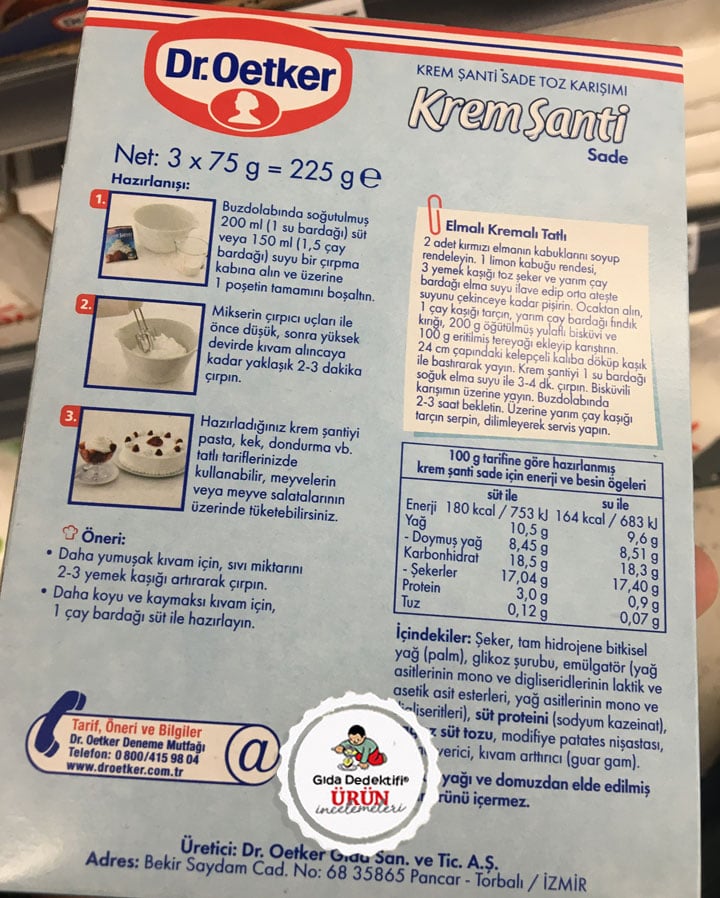 Dr.Oetker
KREM ŞANTİ SADE TOZ KARIŞIMI
Krem Şanti
Sade
Net: 3 x 75 g = 225 g e
Hazırlanışı:
1.
Buzdolabında soğutulmuş
200 ml (1 su bardağı) süt
veya 150 ml (1,5 çay
bardağı) suyu bir çırpma
kabına alın ve üzerine
1 poşetin tamamını boşaltın.
2.
Mikserin çırpıcı uçları ile
önce düşük, sonra yüksek
devirde kıvam alıncaya
kadar yaklaşık 2-3 dakika
çırpın.
3.
Hazırladığınız krem şantiyi
pasta, kek, dondurma vb.
tatlı tariflerinizde
kullanabilir, meyvelerin
veya meyve salatalarının
üzerinde tüketebilirsiniz.
Öneri:
• Daha yumuşak kıvam için, sıvı miktarını
2-3 yemek kaşığı artırarak çırpın.
• Daha koyu ve kaymaksı kıvam için,
1 çay bardağı süt ile hazırlayın.
Elmalı Kremalı Tatlı
2 adet kırmızı elmanın kabuklarını soyup
rendeleyin. 1 limon kabuğu rendesi,
3 yemek kaşığı toz şeker ve yarım çay
bardağı elma suyu ilave edip orta ateşte
suyunu çekinceye kadar pişirin. Ocaktan alın,
1 çay kaşığı tarçın, yarım çay bardağı fındık
kırığı, 200 g öğütülmüş yulaflı bisküvi ve
100 g eritilmiş tereyağı ekleyip karıştırın.
24 cm çapındaki kelepçeli kalıba döküp kaşık
ile bastırarak yayın. Krem şantiyi 1 su bardağı
soğuk elma suyu ile 3-4 dk. çırpın. Bisküvili
karışımın üzerine yayın. Buzdolabında
2-3 saat bekletin. Üzerine yarım çay kaşığı
tarçın serpin, dilimleyerek servis yapın.
100 g tarifine göre hazırlanmış
krem şanti sade için enerji ve besin ögeleri
süt ile su ile
Enerji 180 kcal / 753 kJ 164 kcal / 683 kJ
Yağ 10,5 g 9,6 g
- Doymuş yağ 8,45 g 8,51 g
Karbonhidrat 18,5 g 18,3 g
- Şekerler 17,04 g 17,40 g
Protein 3,0 g 0,9 g
Tuz 0,12 g 0,07 g
İçindekiler: Şeker, tam hidrojene bitkisel
yağ (palm), glikoz şurubu, emülgatör (yağ
asitlerinin mono ve digliseridlerinin laktik ve
asetik asit esterleri, yağ asitlerinin mono ve
digliseritleri), süt proteini (sodyum kazeinat),
süt tozu, modifiye patates nişastası,
verici, kıvam arttırıcı (guar gam).
yağı ve domuzdan elde edilmiş
içermez.
Tarif, Öneri ve Bilgiler
Dr. Oetker Deneme Mutfağı
Telefon: 0 800/415 98 04
www.droetker.com.tr
@
Gıda Dedektifi®
ÜRÜN
incelemeleri
Üretici: Dr. Oetker Gıda San. ve Tic. A.Ş.
Adres: Bekir Saydam Cad. No: 68 35865 Pancar - Torbalı / İZMİR